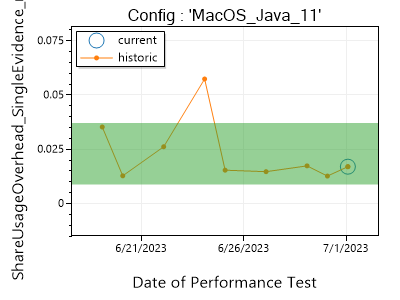 Config : 'MacOS_Java_11'
current
historic
0.075
0.05
0.025
0
6/21/2023
6/26/2023
7/1/2023
ShareUsageOverhead_SingleEvidence_
Date of Performance Test